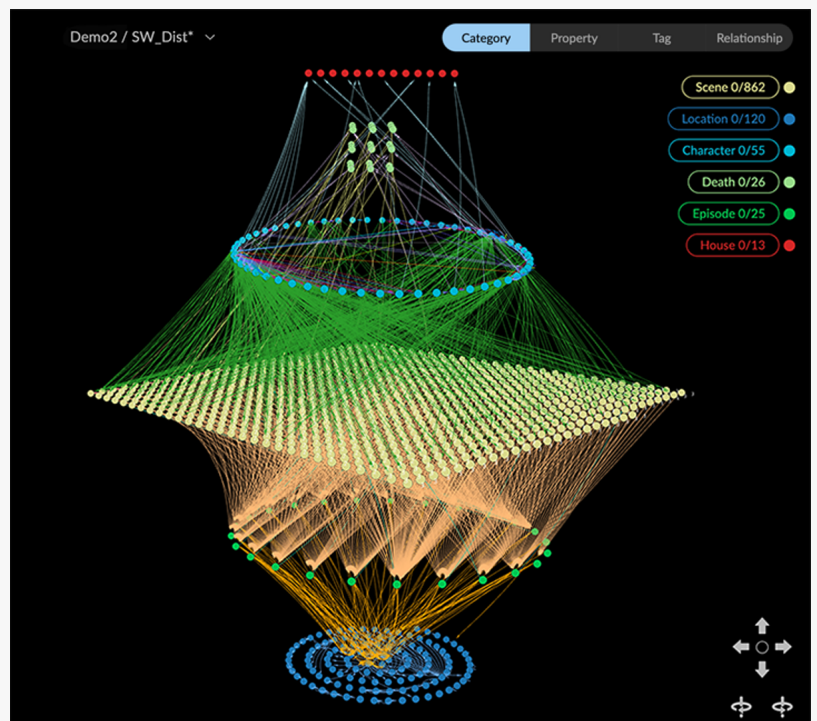 Demo2 / SW_Dist*
Category Property Tag Relationship
Scene 0/862
Location 0/120
Character 0/55
Death 0/26
Episode 0/25
House 0/13